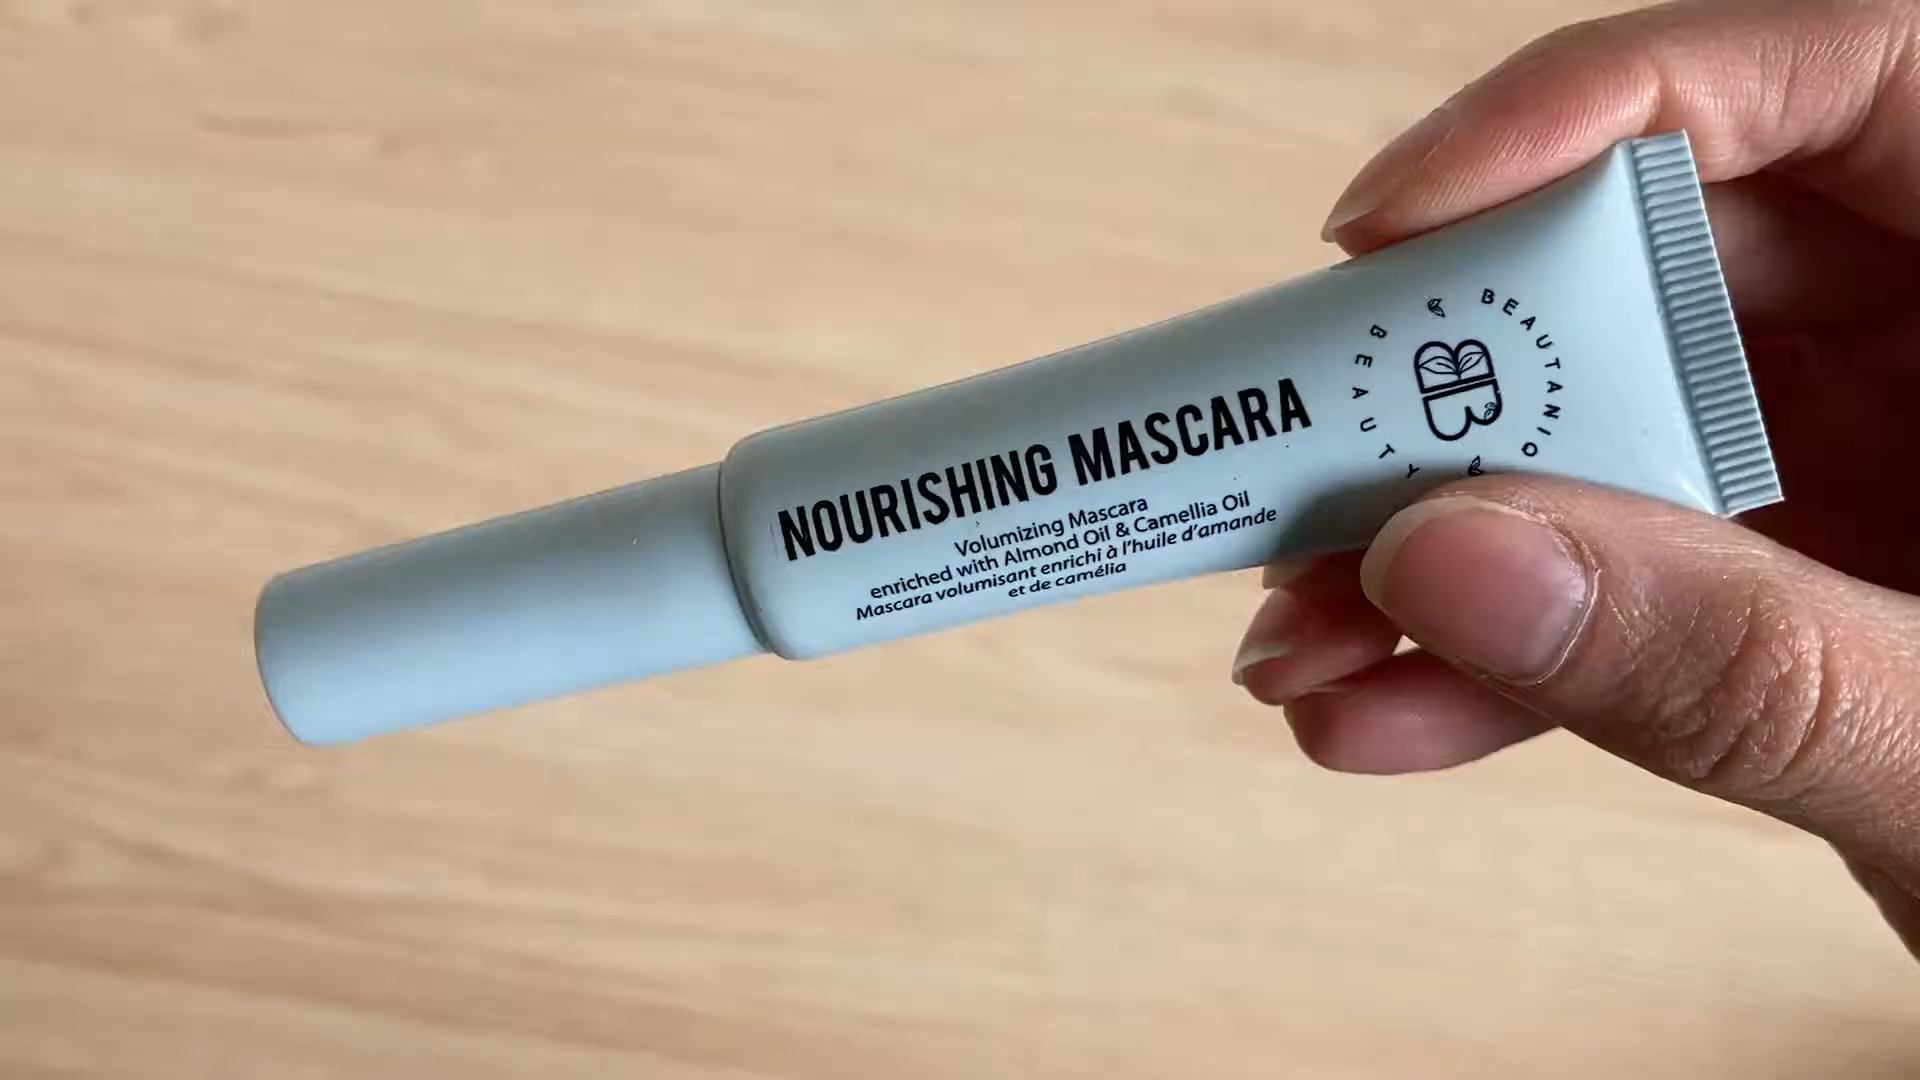 NOURISHING MASCARA
Volumizing Mascara
enriched with Almond Oil & Camellia Oil
Mascara volumisant enrichi à l'huile d'amande
et de camélia
BEAUTANIQ
BEAUTY